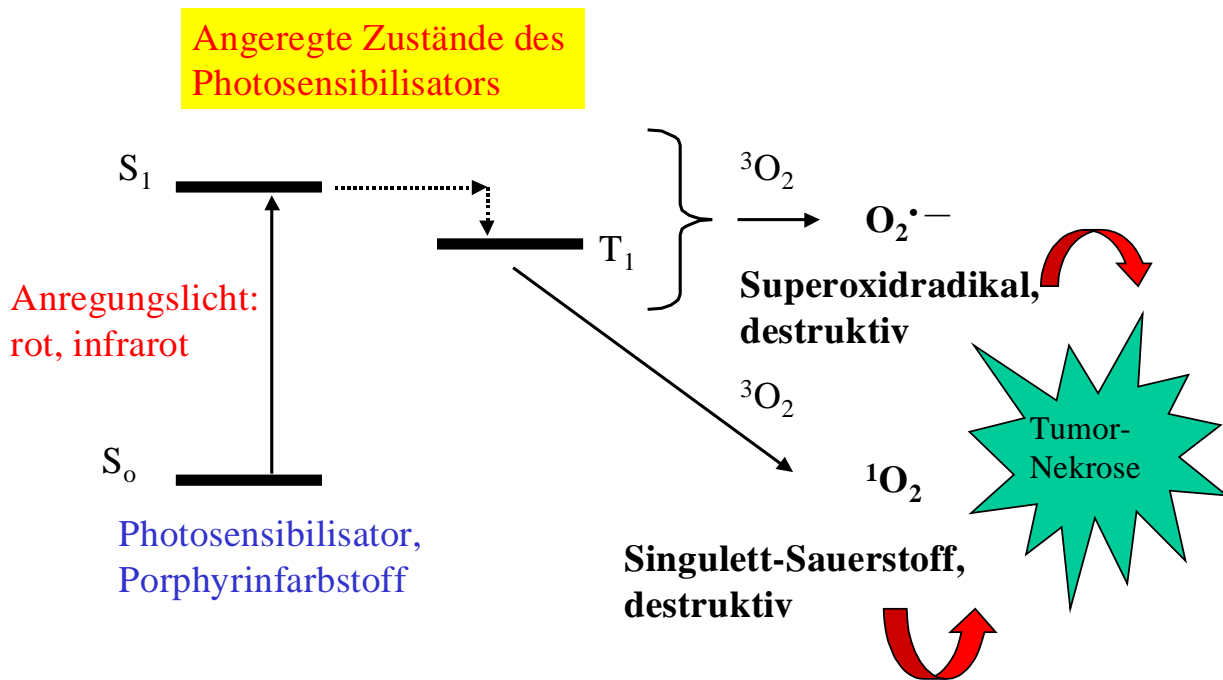 Angeregte Zustände des
Photosensibilisators
S₁
³O₂
O₂•—
T₁
Anregungslicht:
rot, infrarot
Superoxidradikal,
destruktiv
³O₂
Tumor-
Nekrose
Sₒ
¹O₂
Photosensibilisator,
Porphyrinfarbstoff
Singulett-Sauerstoff,
destruktiv